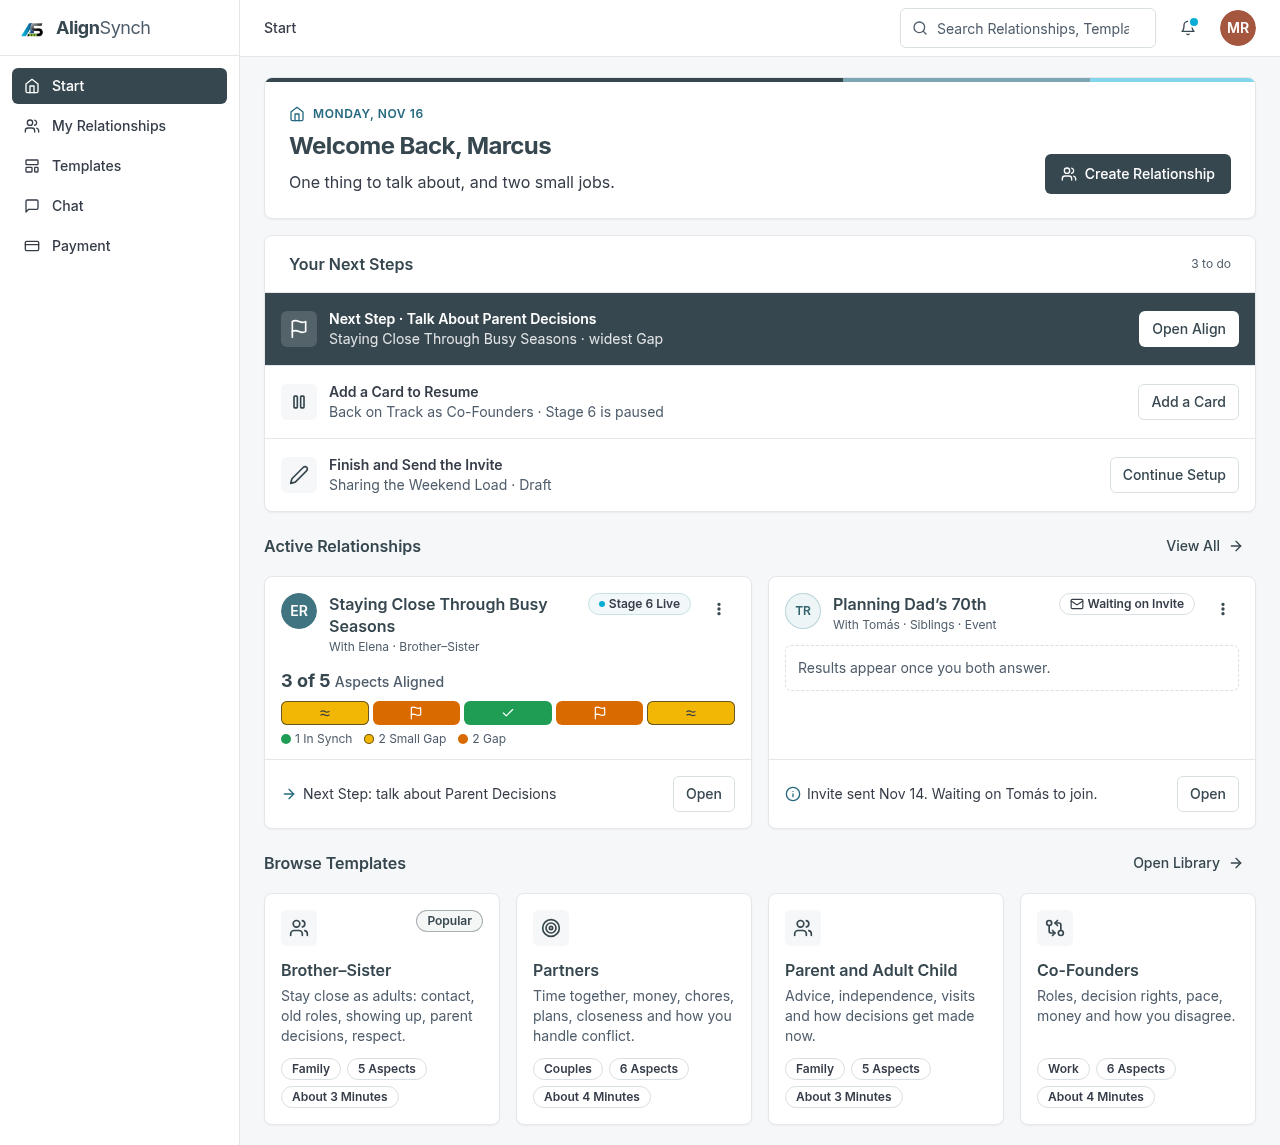 AlignSynch
Start
Search Relationships, Templa
MR
Start
My Relationships
Templates
Chat
Payment
MONDAY, NOV 16
Welcome Back, Marcus
One thing to talk about, and two small jobs.
Create Relationship
Your Next Steps
3 to do
Next Step · Talk About Parent Decisions
Staying Close Through Busy Seasons · widest Gap
Open Align
Add a Card to Resume
Back on Track as Co-Founders · Stage 6 is paused
Add a Card
Finish and Send the Invite
Sharing the Weekend Load · Draft
Continue Setup
Active Relationships
View All
ER
Staying Close Through Busy
Seasons
With Elena · Brother–Sister
Stage 6 Live
3 of 5 Aspects Aligned
1 In Synch
2 Small Gap
2 Gap
Next Step: talk about Parent Decisions
Open
TR
Planning Dad’s 70th
With Tomás · Siblings · Event
Waiting on Invite
Results appear once you both answer.
Invite sent Nov 14. Waiting on Tomás to join.
Open
Browse Templates
Open Library
Popular
Brother–Sister
Stay close as adults: contact,
old roles, showing up, parent
decisions, respect.
Family
5 Aspects
About 3 Minutes
Partners
Time together, money, chores,
plans, closeness and how you
handle conflict.
Couples
6 Aspects
About 4 Minutes
Parent and Adult Child
Advice, independence, visits
and how decisions get made
now.
Family
5 Aspects
About 3 Minutes
Co-Founders
Roles, decision rights, pace,
money and how you disagree.
Work
6 Aspects
About 4 Minutes